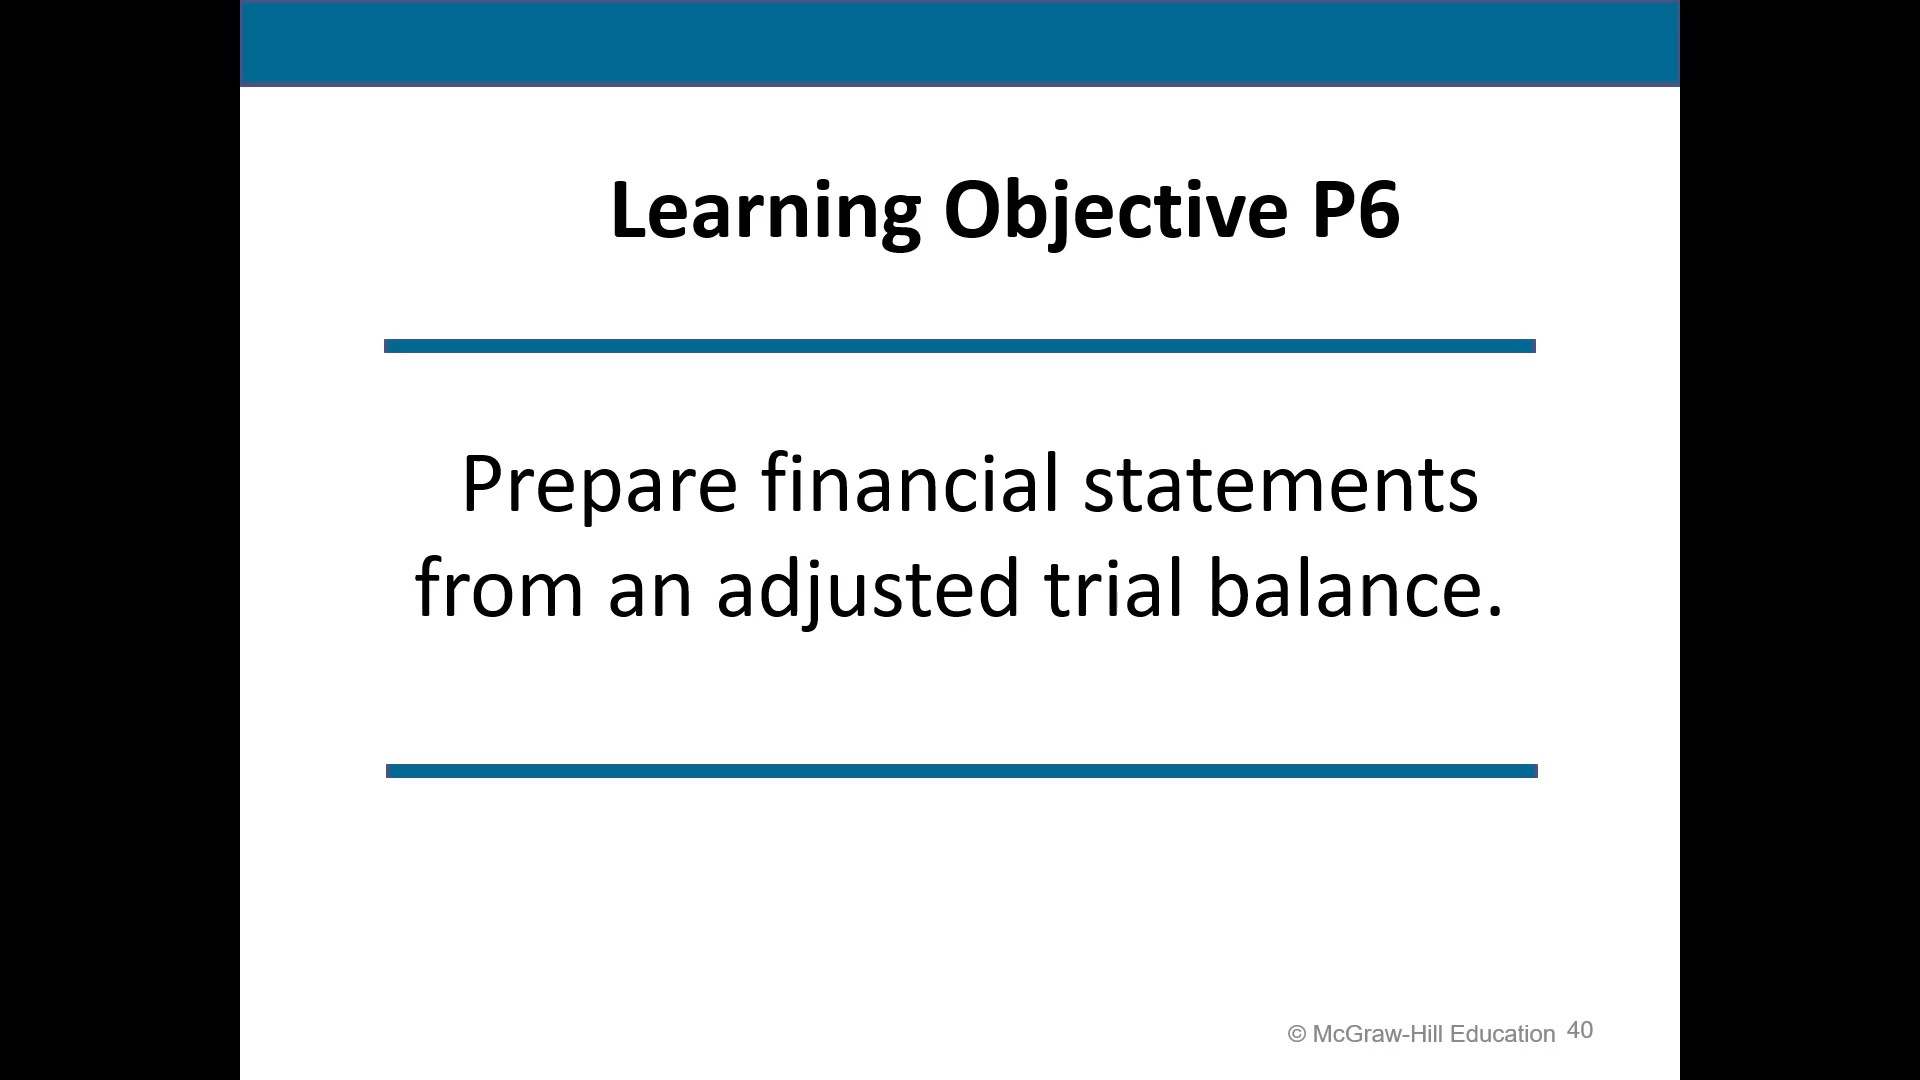 Learning Objective P6
Prepare financial statements
from an adjusted trial balance.
© McGraw-Hill Education 40